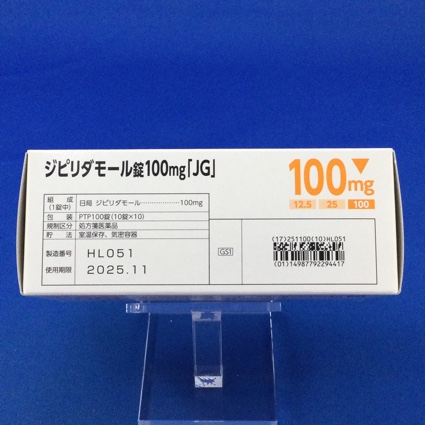 ジピリダモール錠100mg「JG」
100mg
12.5 25 100
組成(1錠中) 日局 ジピリダモール………………100mg
包装 PTP100錠(10錠×10)
規制区分 処方箋医薬品
貯法 室温保存、気密容器
製造番号 HL051
使用期限 2025.11
GS1
(17)251100(10)HL051
(01)14987792294417